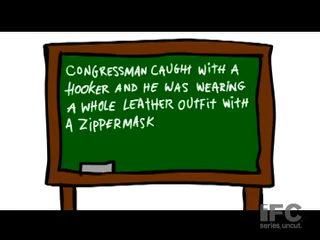 CONGRESSMAN CAUGHT WITH A
HOOKER AND HE WAS WEARING
A WHOLE LEATHER OUTFIT WITH
A ZIPPERMASK
IFC
series, uncut.